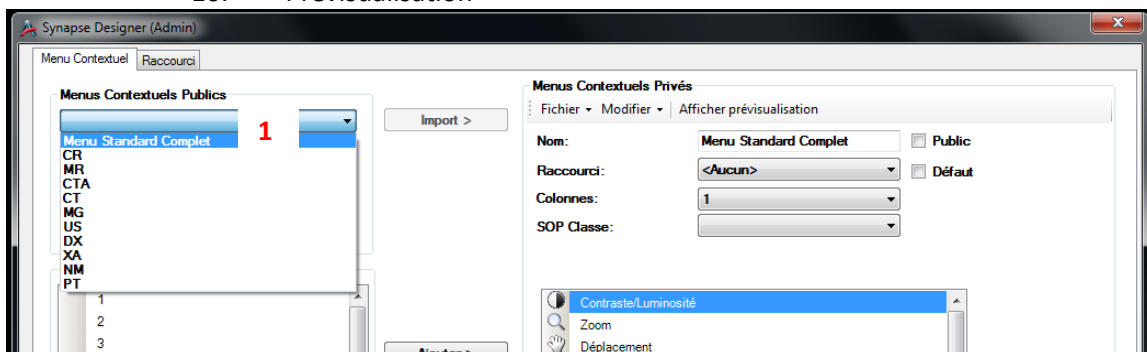 Prévisualisation
Synapse Designer (Admin)
Menu Contextuel Raccourci
Menus Contextuels Publics
1
Menu Standard Complet
CR
MR
CTA
CT
MG
US
DX
XA
NM
PT
1
2
3
Import >
Menus Contextuels Privés
Fichier Modifier Afficher prévisualisation
Nom: Menu Standard Complet Public
Raccourci: <Aucun> Défaut
Colonnes: 1
SOP Classe:
Contraste/Luminosité
Zoom
Déplacement